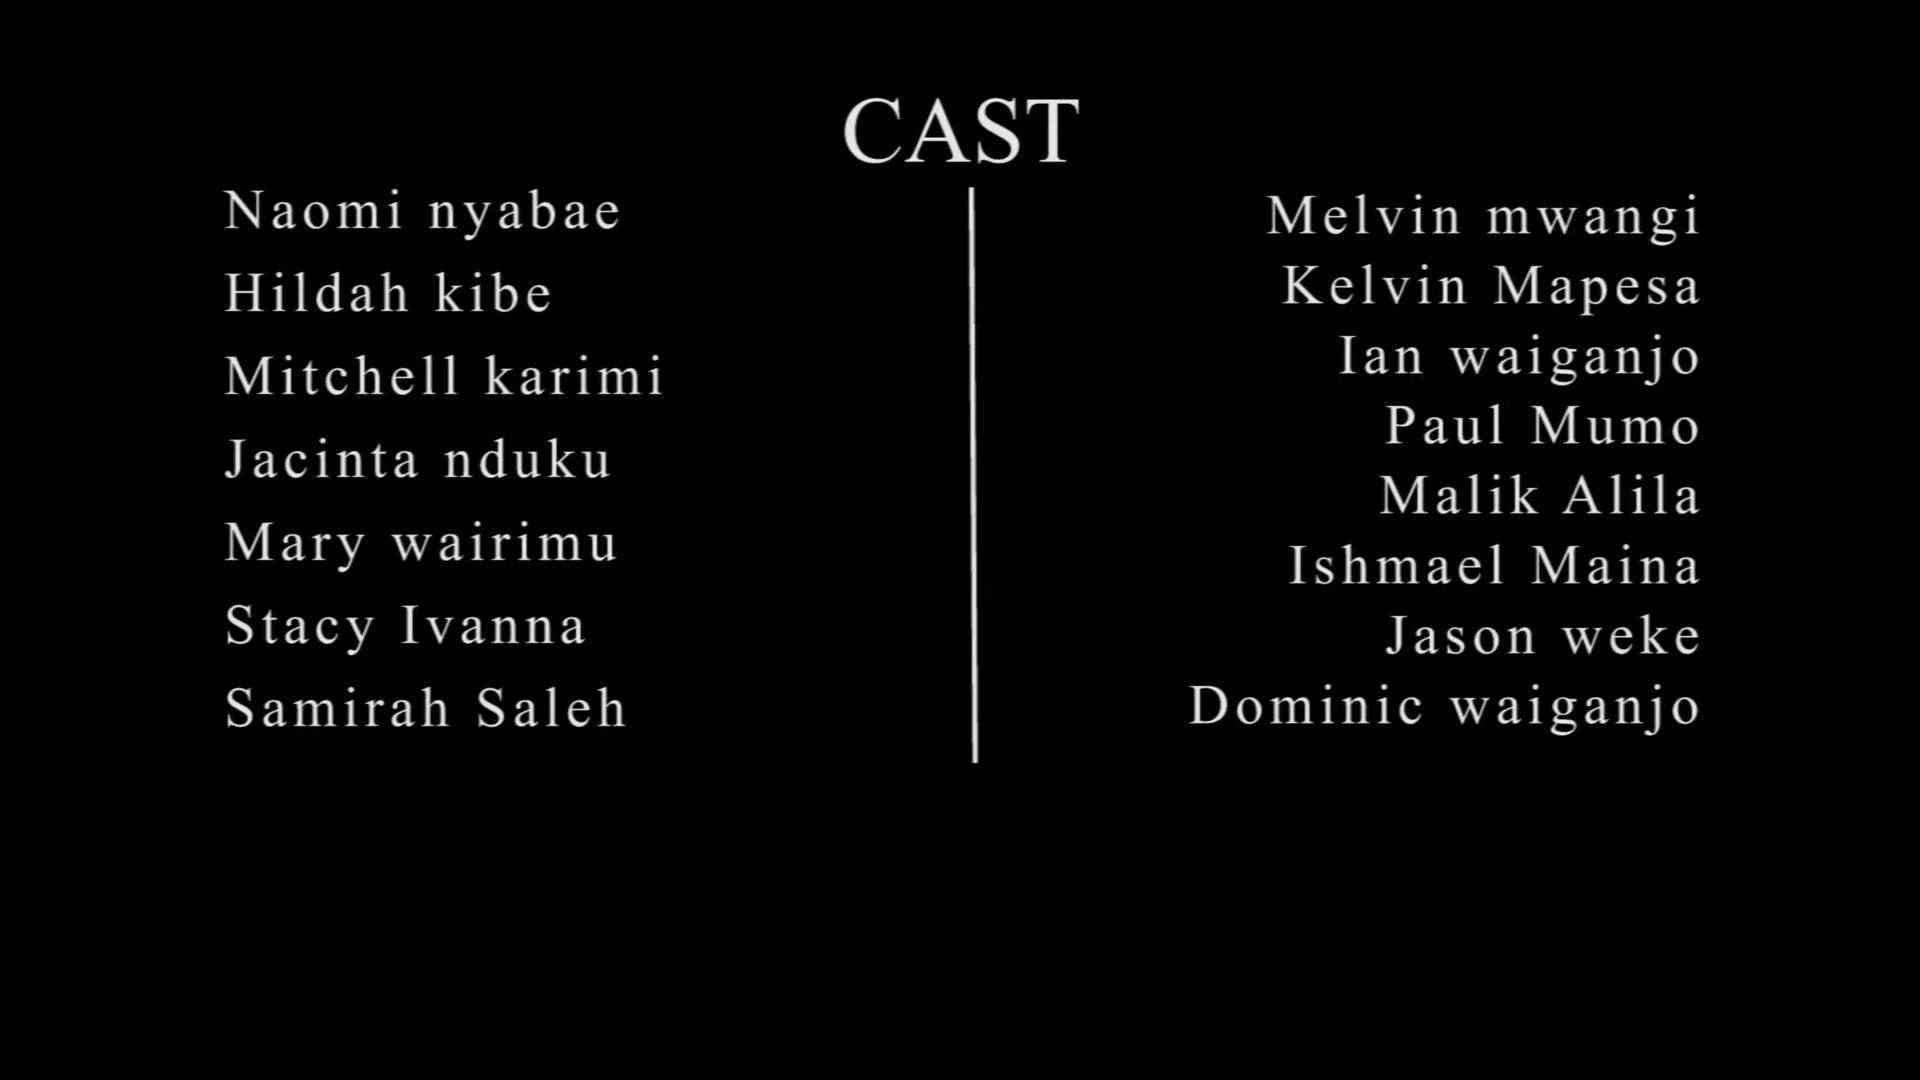 CAST
Naomi nyabae
Hildah kibe
Mitchell karimi
Jacinta nduku
Mary wairimu
Stacy Ivanna
Samirah Saleh
Melvin mwangi
Kelvin Mapesa
Ian waiganjo
Paul Mumo
Malik Alila
Ishmael Maina
Jason weke
Dominic waiganjo